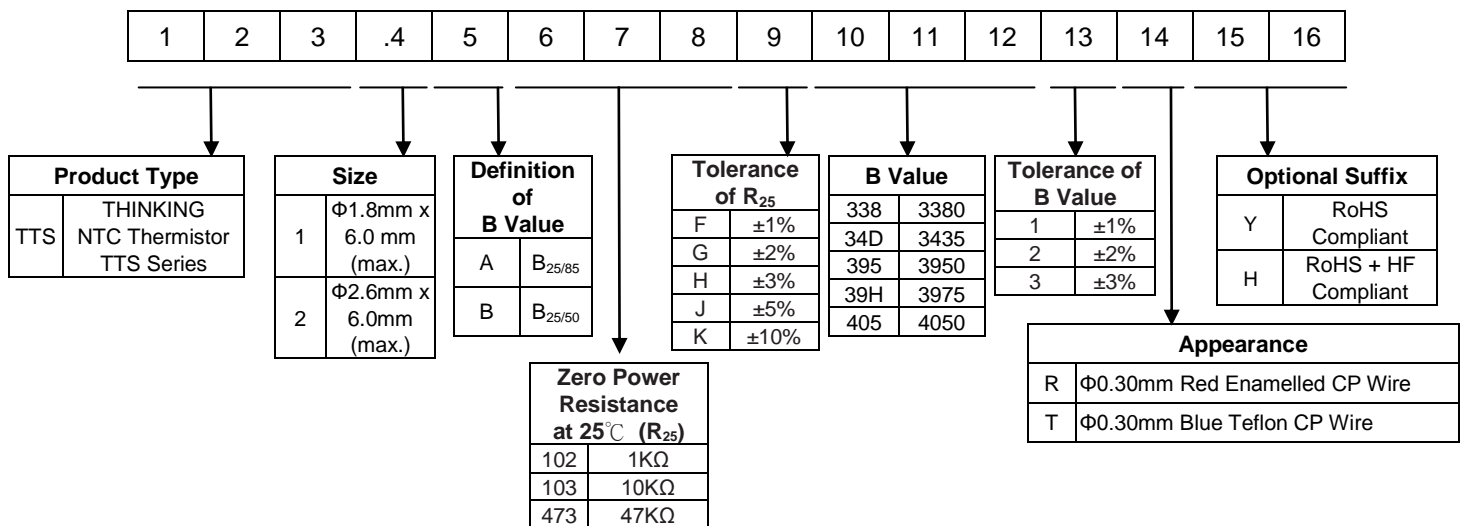 1 2 3 .4 5 6 7 8 9 10 11 12 13 14 15 16
Product Type
TTS
THINKING
NTC Thermistor
TTS Series
Size
1
Φ1.8mm x
6.0 mm
(max.)
2
Φ2.6mm x
6.0mm
(max.)
Definition
of
B Value
A B25/85
B B25/50
Zero Power
Resistance
at 25℃ (R25)
102 1KΩ
103 10KΩ
473 47KΩ
Tolerance
of R25
F ±1%
G ±2%
H ±3%
J ±5%
K ±10%
B Value
338 3380
34D 3435
395 3950
39H 3975
405 4050
Tolerance of
B Value
1 ±1%
2 ±2%
3 ±3%
Appearance
R Φ0.30mm Red Enamelled CP Wire
T Φ0.30mm Blue Teflon CP Wire
Optional Suffix
Y
RoHS
Compliant
H
RoHS + HF
Compliant